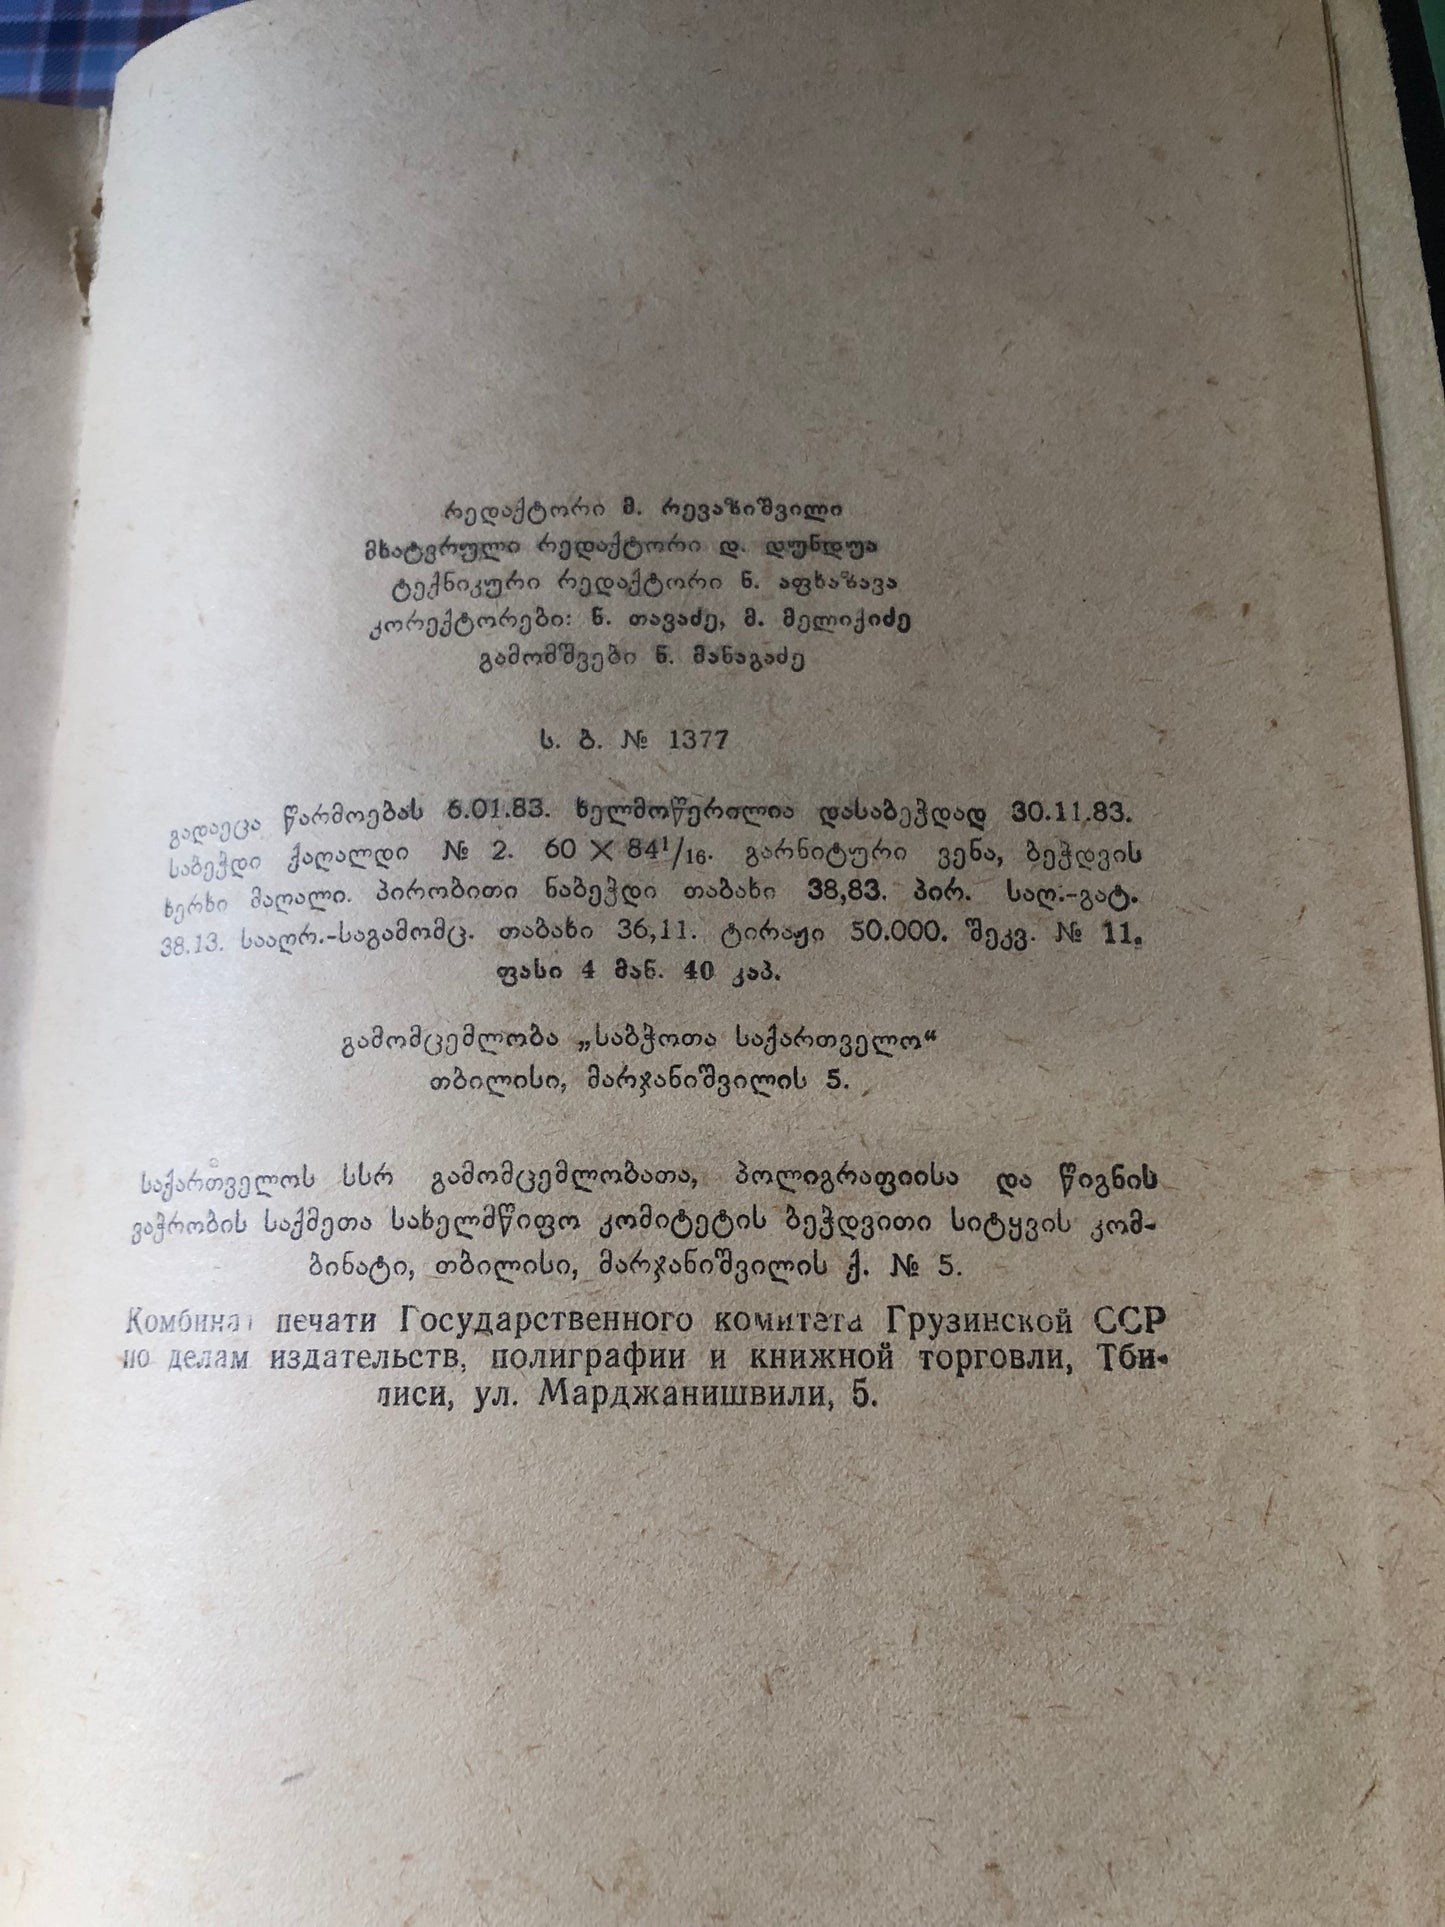 რედაქტორი მ. რევაზიშვილი
მხატვრული რედაქტორი დ. დუნდუა
ტექნიკური რედაქტორი ნ. აფხაზავა
კორექტორები: ნ. თავაძე, მ. მელიქიძე
გამომშვები ნ. მანაგაძე
ს. ბ. № 1377
გადაეცა წარმოებას 6.01.83. ხელმოწერილია დასაბეჭდად 30.11.83.
საბეჭდი ქაღალდი № 2. 60 × 84¹/₁₆. გარნიტური ვენა, ბეჭდვის
ხერხი მაღალი. პირობითი ნაბეჭდი თაბახი 38,83. პირ. საღ.-გატ.
38.13. სააღრ.-საგამომც. თაბახი 36,11. ტირაჟი 50.000. შეკვ. № 11.
ფასი 4 მან. 40 კაპ.
გამომცემლობა „საბჭოთა საქართველო“
თბილისი, მარჯანიშვილის 5.
საქართველოს სსრ გამომცემლობათა, პოლიგრაფიისა და წიგნის
ვაჭრობის საქმეთა სახელმწიფო კომიტეტის ბეჭდვითი სიტყვის კომ-
ბინატი, თბილისი, მარჯანიშვილის ქ. № 5.
Комбинат печати Государственного комитета Грузинской ССР
по делам издательств, полиграфии и книжной торговли, Тби-
лиси, ул. Марджанишвили, 5.